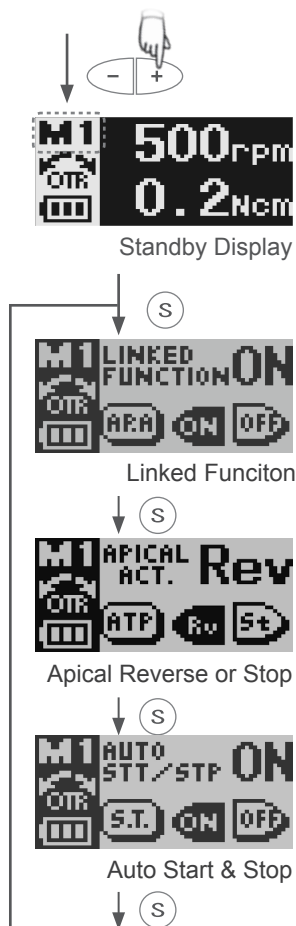 - +
M1 500rpm
OTR 0.2Ncm
Standby Display
S
M1 LINKED FUNCTION ON
OTR AP.A ON OFF
Linked Funciton
S
M1 APICAL ACT. Rev
OTR ATP Rv St
Apical Reverse or Stop
S
M1 AUTO STT/STP ON
OTR S.T. ON OFF
Auto Start & Stop
S